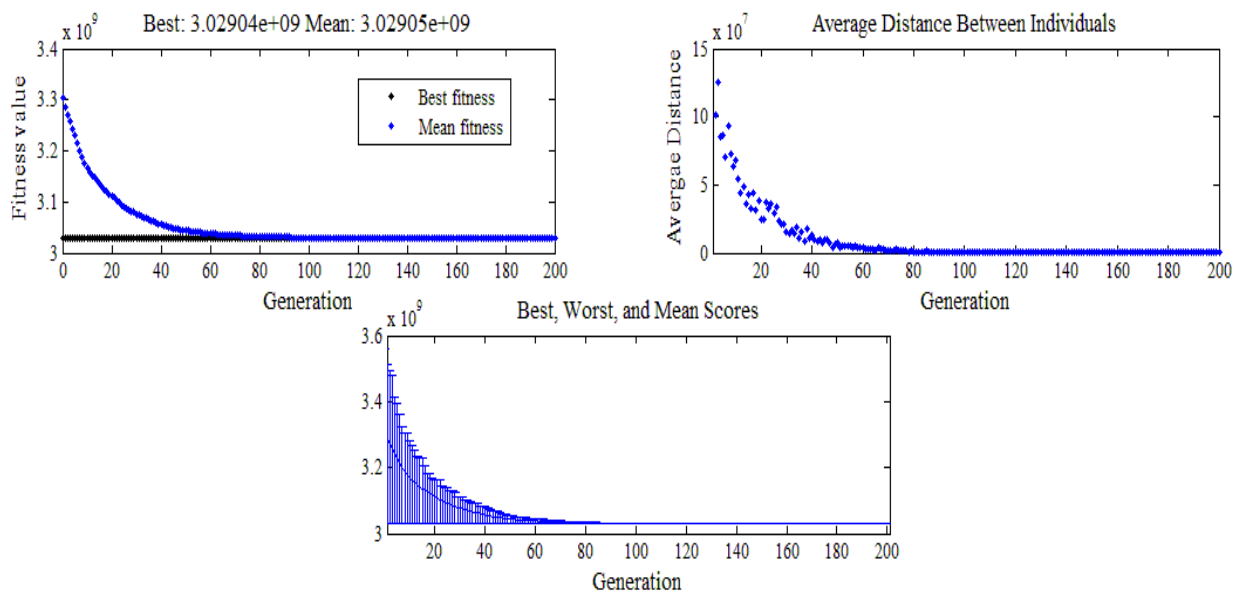 Best: 3.02904e+09 Mean: 3.02905e+09
x 10^9
3.4
3.3
3.2
3.1
3
Fitness value
Best fitness
Mean fitness
0 20 40 60 80 100 120 140 160 180 200
Generation
Average Distance Between Individuals
x 10^7
15
10
5
0
Avergae Distance
20 40 60 80 100 120 140 160 180 200
Generation
Best, Worst, and Mean Scores
x 10^9
3.6
3.4
3.2
3
20 40 60 80 100 120 140 160 180 200
Generation